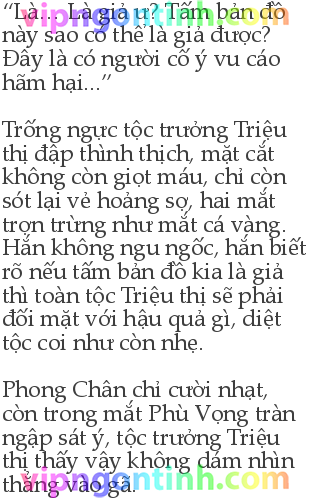 “Là... Là giả ư? Tấm bản đồ
này sao có thể là giả được?
Đây là có người cố ý vu cáo
hãm hại...”
Trống ngực tộc trưởng Triệu
thị đập thình thịch, mặt cắt
không còn giọt máu, chỉ còn
sót lại vẻ hoảng sợ, hai mắt
trợn trừng như mắt cá vàng.
Hắn không ngu ngốc, hắn biết
rõ nếu tấm bản đồ kia là giả
thì toàn tộc Triệu thị sẽ phải
đối mặt với hậu quả gì, diệt
tộc coi như còn nhẹ.
Phong Chân chỉ cười nhạt,
còn trong mắt Phù Vọng tràn
ngập sát ý, tộc trưởng Triệu
thị thấy vậy không dám nhìn
thẳng vào gã.
vipngontinh.com
vipngontinh.com